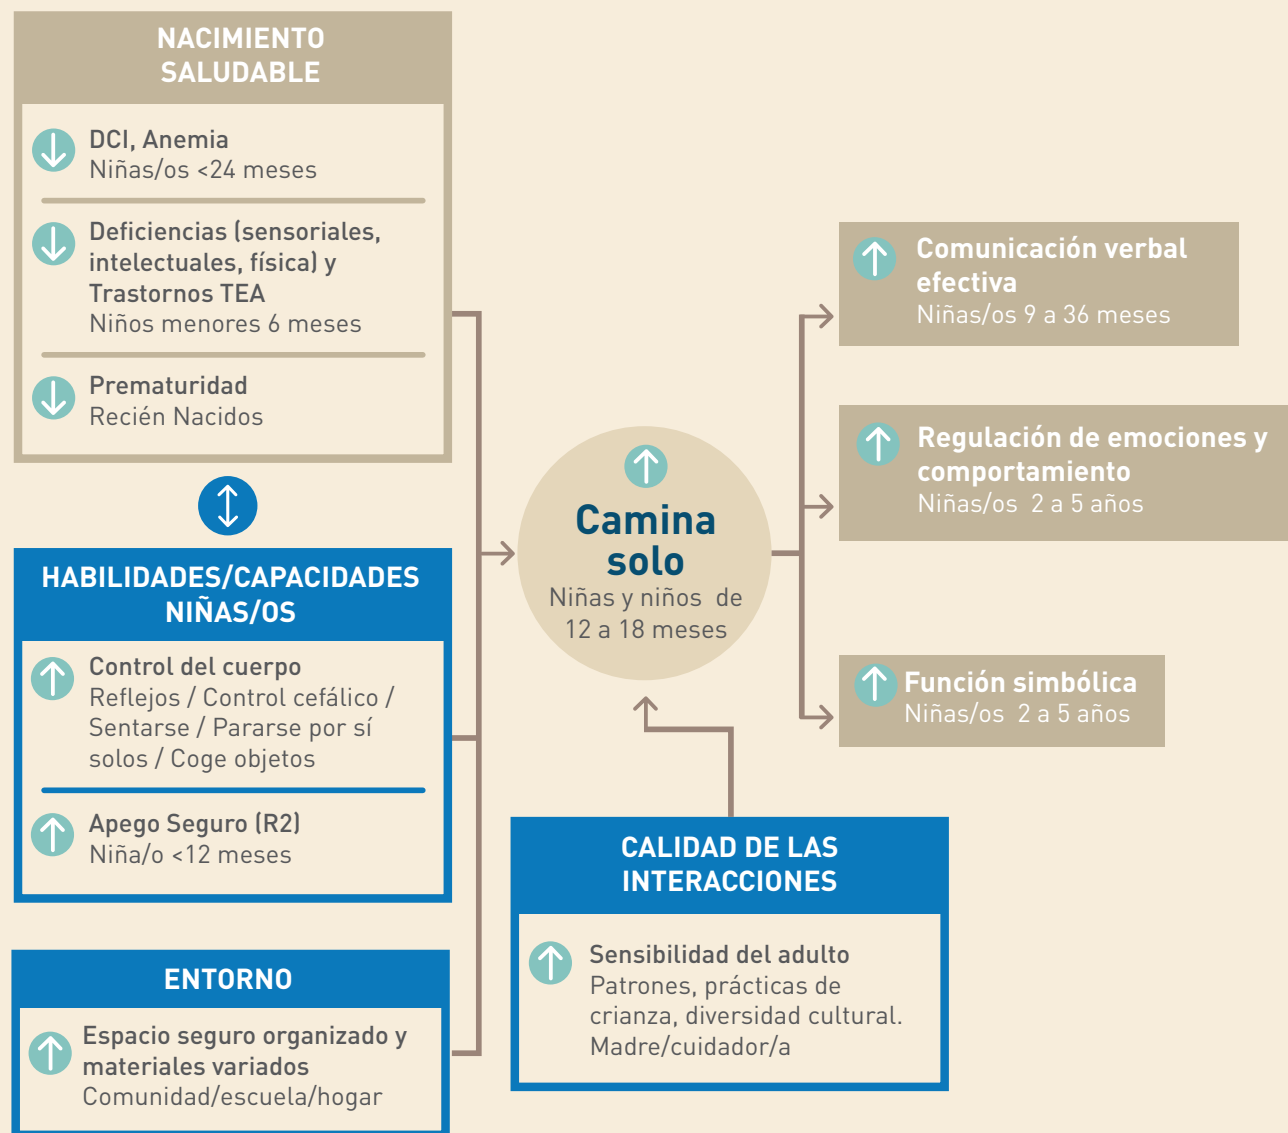 NACIMIENTO
SALUDABLE
DCI, Anemia
Niñas/os <24 meses
Deficiencias (sensoriales,
intelectuales, física) y
Trastornos TEA
Niños menores 6 meses
Prematuridad
Recién Nacidos
HABILIDADES/CAPACIDADES
NIÑAS/OS
Control del cuerpo
Reflejos / Control cefálico /
Sentarse / Pararse por sí
solos / Coge objetos
Apego Seguro (R2)
Niña/o <12 meses
ENTORNO
Espacio seguro organizado y
materiales variados
Comunidad/escuela/hogar
Camina
solo
Niñas y niños de
12 a 18 meses
CALIDAD DE LAS
INTERACCIONES
Sensibilidad del adulto
Patrones, prácticas de
crianza, diversidad cultural.
Madre/cuidador/a
Comunicación verbal
efectiva
Niñas/os 9 a 36 meses
Regulación de emociones y
comportamiento
Niñas/os 2 a 5 años
Función simbólica
Niñas/os 2 a 5 años